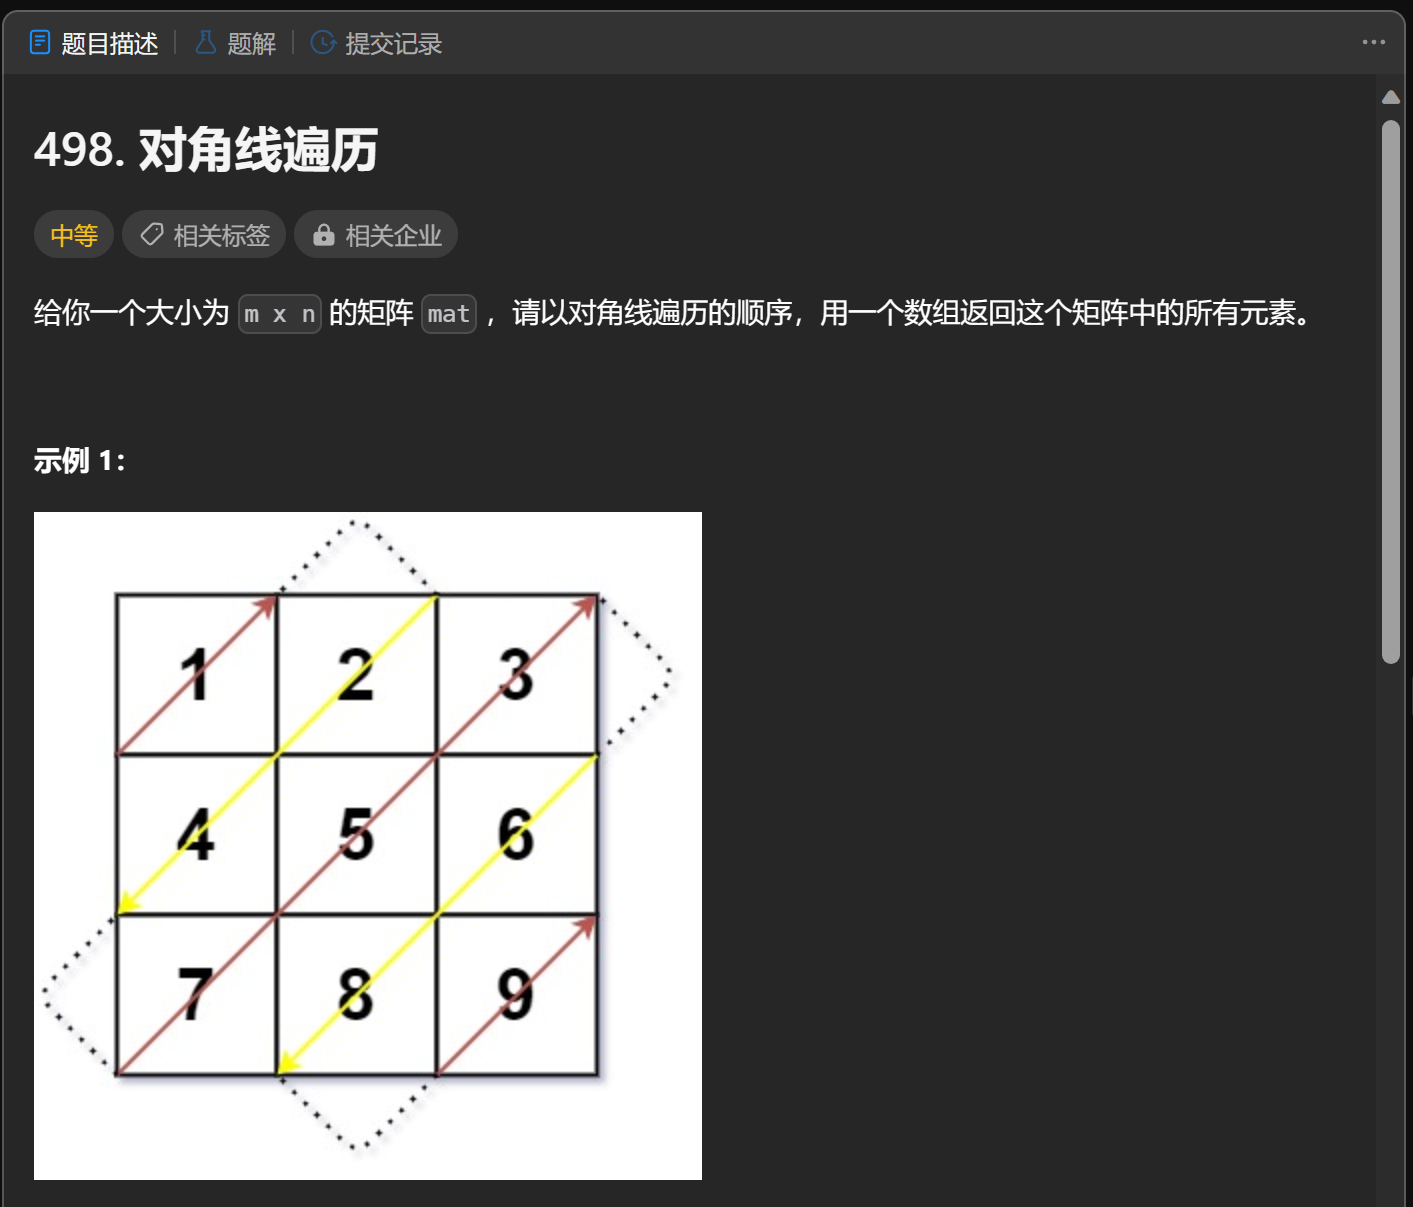 题目描述 题解 提交记录
498. 对角线遍历
中等 相关标签 相关企业
给你一个大小为 m x n 的矩阵 mat ，请以对角线遍历的顺序，用一个数组返回这个矩阵中的所有元素。
示例 1：
1 2 3
4 5 6
7 8 9